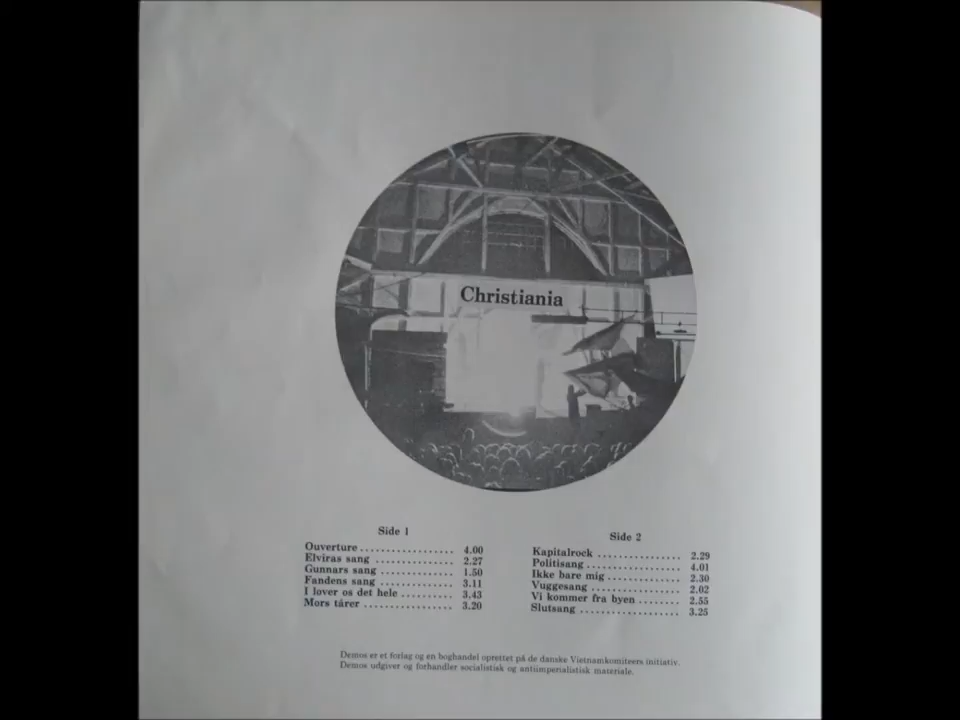 Christiania
Side 1
Ouverture .................. 4.00
Elviras sang ............... 2.27
Gunnars sang .............. 1.50
Fandens sang .............. 3.11
I lover os det hele .......... 3.43
Mors tårer ................. 3.20
Side 2
Kapitalrock ................ 2.29
Politisang .................. 4.01
Ikke bare mig .............. 2.30
Vuggesang ................. 2.02
Vi kommer fra byen ........ 2.55
Slutsang ................... 3.25
Demos er et forlag og en boghandel oprettet på de danske Vietnamkomiteers initiativ.
Demos udgiver og forhandler socialistisk og antiimperialistisk materiale.